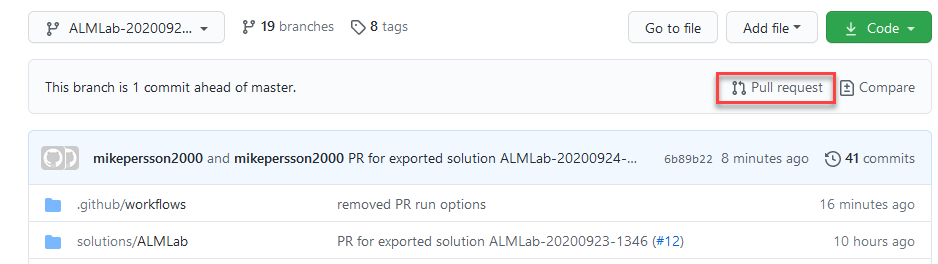 ALMLab-2020092... 19 branches 8 tags Go to file Add file Code
This branch is 1 commit ahead of master. Pull request Compare
mikepersson2000 and mikepersson2000 PR for exported solution ALMLab-20200924-... 6b89b22 8 minutes ago 41 commits
.github/workflows removed PR run options 16 minutes ago
solutions/ALMLab PR for exported solution ALMLab-20200923-1346 (#12) 10 hours ago